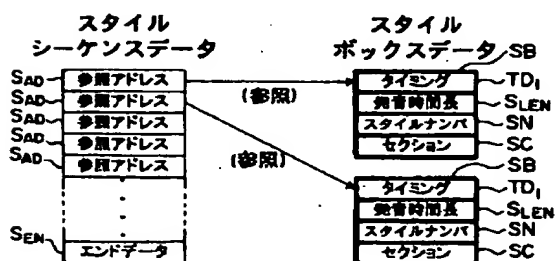 スタイル
シーケンスデータ
スタイル
ボックスデータ
SB
SAD 参照アドレス
SAD 参照アドレス
SAD 参照アドレス
SAD 参照アドレス
SAD 参照アドレス
SEN エンドデータ
(参照)
(参照)
タイミング TD1
発音時間長 SLEN
スタイルナンバ SN
セクション SC
SB
タイミング TD1
発音時間長 SLEN
スタイルナンバ SN
セクション SC